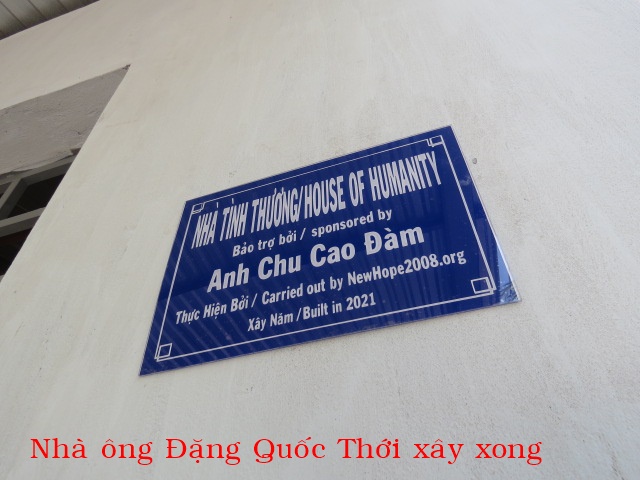 NHÀ TÌNH THƯƠNG/HOUSE OF HUMANITY
Bảo trợ bởi / sponsored by
Anh Chu Cao Đàm
Thực Hiện Bởi / Carried out by NewHope2008.org
Xây Năm /Built in 2021
Nhà ông Đặng Quốc Thới xây xong